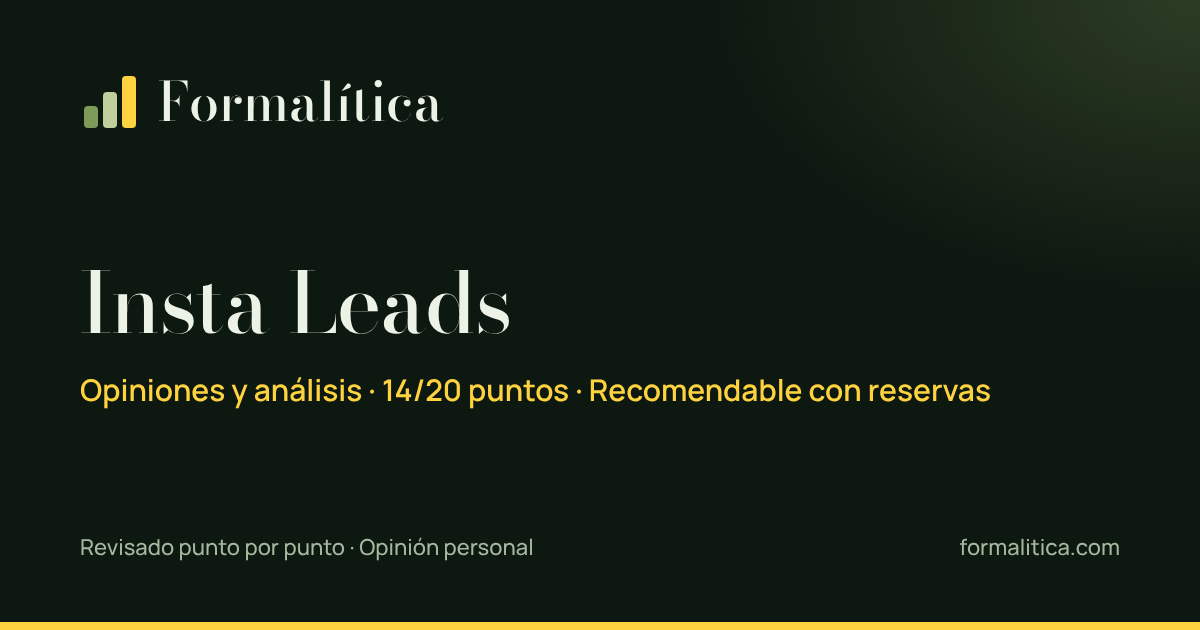 Formalítica
Insta Leads
Opiniones y análisis · 14/20 puntos · Recomendable con reservas
Revisado punto por punto · Opinión personal
formalitica.com